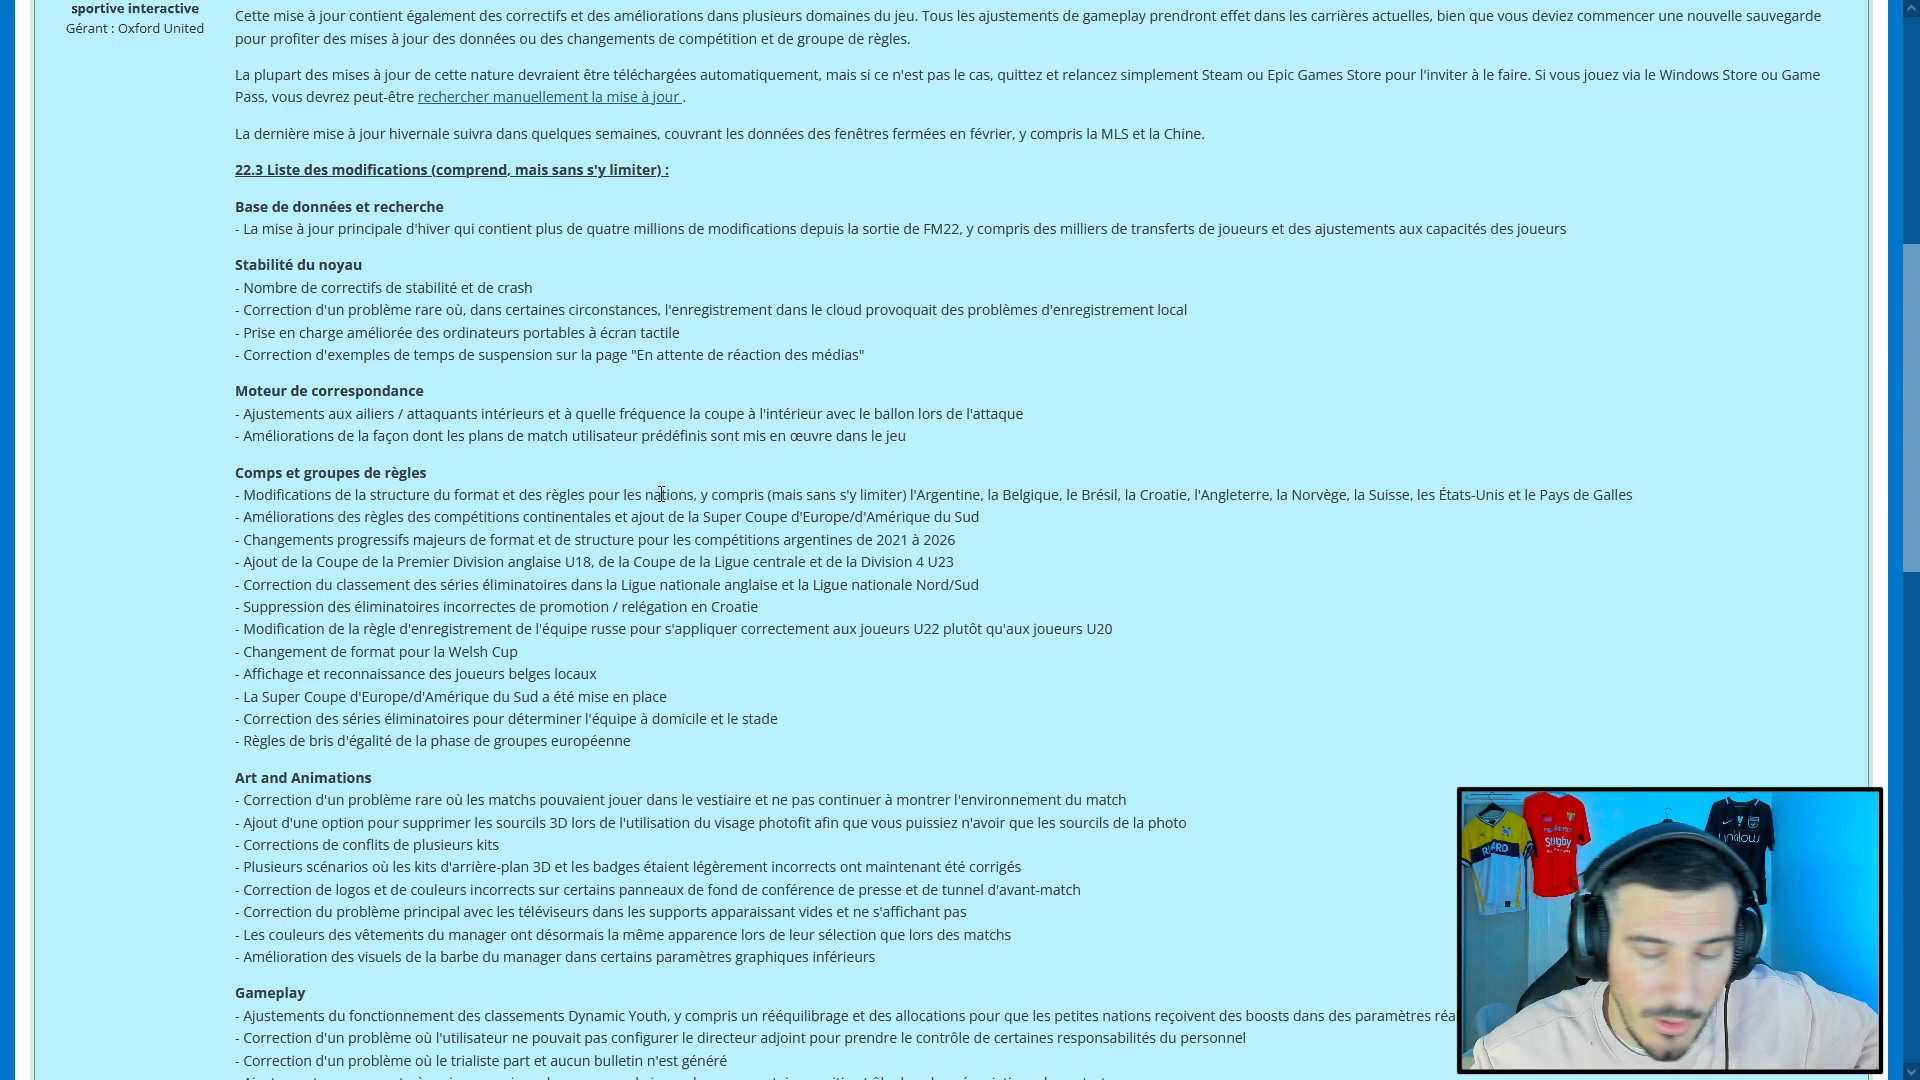 sportive interactive
Gérant : Oxford United
Cette mise à jour contient également des correctifs et des améliorations dans plusieurs domaines du jeu. Tous les ajustements de gameplay prendront effet dans les carrières actuelles, bien que vous deviez commencer une nouvelle sauvegarde
pour profiter des mises à jour des données ou des changements de compétition et de groupe de règles.
La plupart des mises à jour de cette nature devraient être téléchargées automatiquement, mais si ce n'est pas le cas, quittez et relancez simplement Steam ou Epic Games Store pour l'inviter à le faire. Si vous jouez via le Windows Store ou Game
Pass, vous devrez peut-être rechercher manuellement la mise à jour .
La dernière mise à jour hivernale suivra dans quelques semaines, couvrant les données des fenêtres fermées en février, y compris la MLS et la Chine.
22.3 Liste des modifications (comprend, mais sans s'y limiter) :
Base de données et recherche
- La mise à jour principale d'hiver qui contient plus de quatre millions de modifications depuis la sortie de FM22, y compris des milliers de transferts de joueurs et des ajustements aux capacités des joueurs
Stabilité du noyau
- Nombre de correctifs de stabilité et de crash
- Correction d'un problème rare où, dans certaines circonstances, l'enregistrement dans le cloud provoquait des problèmes d'enregistrement local
- Prise en charge améliorée des ordinateurs portables à écran tactile
- Correction d'exemples de temps de suspension sur la page "En attente de réaction des médias"
Moteur de correspondance
- Ajustements aux ailiers / attaquants intérieurs et à quelle fréquence la coupe à l'intérieur avec le ballon lors de l'attaque
- Améliorations de la façon dont les plans de match utilisateur prédéfinis sont mis en œuvre dans le jeu
Comps et groupes de règles
- Modifications de la structure du format et des règles pour les nations, y compris (mais sans s'y limiter) l'Argentine, la Belgique, le Brésil, la Croatie, l'Angleterre, la Norvège, la Suisse, les États-Unis et le Pays de Galles
- Améliorations des règles des compétitions continentales et ajout de la Super Coupe d'Europe/d'Amérique du Sud
- Changements progressifs majeurs de format et de structure pour les compétitions argentines de 2021 à 2026
- Ajout de la Coupe de la Premier Division anglaise U18, de la Coupe de la Ligue centrale et de la Division 4 U23
- Correction du classement des séries éliminatoires dans la Ligue nationale anglaise et la Ligue nationale Nord/Sud
- Suppression des éliminatoires incorrectes de promotion / relégation en Croatie
- Modification de la règle d'enregistrement de l'équipe russe pour s'appliquer correctement aux joueurs U22 plutôt qu'aux joueurs U20
- Changement de format pour la Welsh Cup
- Affichage et reconnaissance des joueurs belges locaux
- La Super Coupe d'Europe/d'Amérique du Sud a été mise en place
- Correction des séries éliminatoires pour déterminer l'équipe à domicile et le stade
- Règles de bris d'égalité de la phase de groupes européenne
Art and Animations
- Correction d'un problème rare où les matchs pouvaient jouer dans le vestiaire et ne pas continuer à montrer l'environnement du match
- Ajout d'une option pour supprimer les sourcils 3D lors de l'utilisation du visage photofit afin que vous puissiez n'avoir que les sourcils de la photo
- Corrections de conflits de plusieurs kits
- Plusieurs scénarios où les kits d'arrière-plan 3D et les badges étaient légèrement incorrects ont maintenant été corrigés
- Correction de logos et de couleurs incorrects sur certains panneaux de fond de conférence de presse et de tunnel d'avant-match
- Correction du problème principal avec les téléviseurs dans les supports apparaissant vides et ne s'affichant pas
- Les couleurs des vêtements du manager ont désormais la même apparence lors de leur sélection que lors des matchs
- Amélioration des visuels de la barbe du manager dans certains paramètres graphiques inférieurs
Gameplay
- Ajustements du fonctionnement des classements Dynamic Youth, y compris un rééquilibrage et des allocations pour que les petites nations reçoivent des boosts dans des paramètres réa
- Correction d'un problème où l'utilisateur ne pouvait pas configurer le directeur adjoint pour prendre le contrôle de certaines responsabilités du personnel
- Correction d'un problème où le trialiste part et aucun bulletin n'est généré
Stigby
unklow